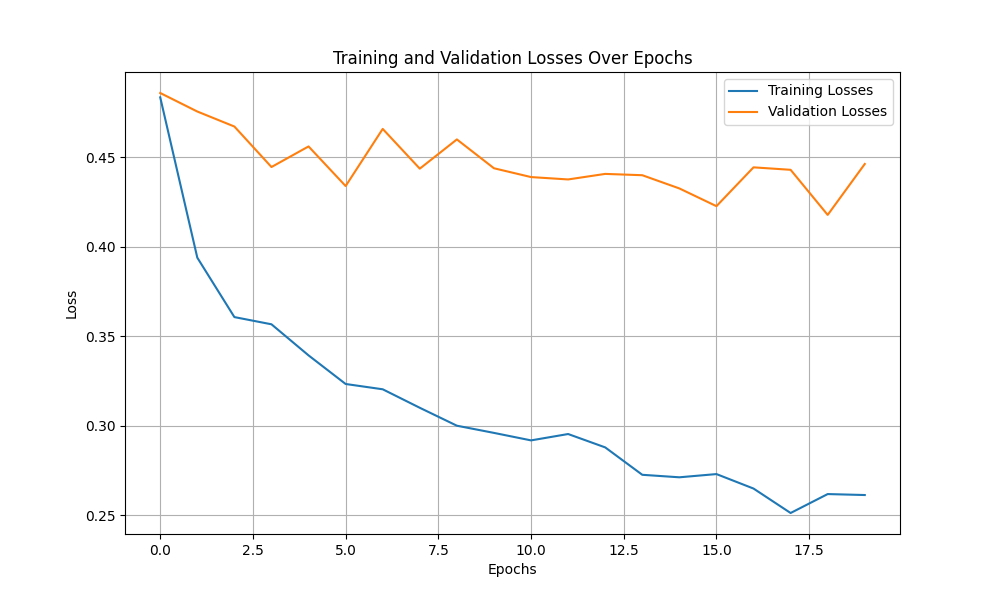 Training and Validation Losses Over Epochs
Training Losses
Validation Losses
0.45
0.40
0.35
0.30
0.25
Loss
0.0 2.5 5.0 7.5 10.0 12.5 15.0 17.5
Epochs